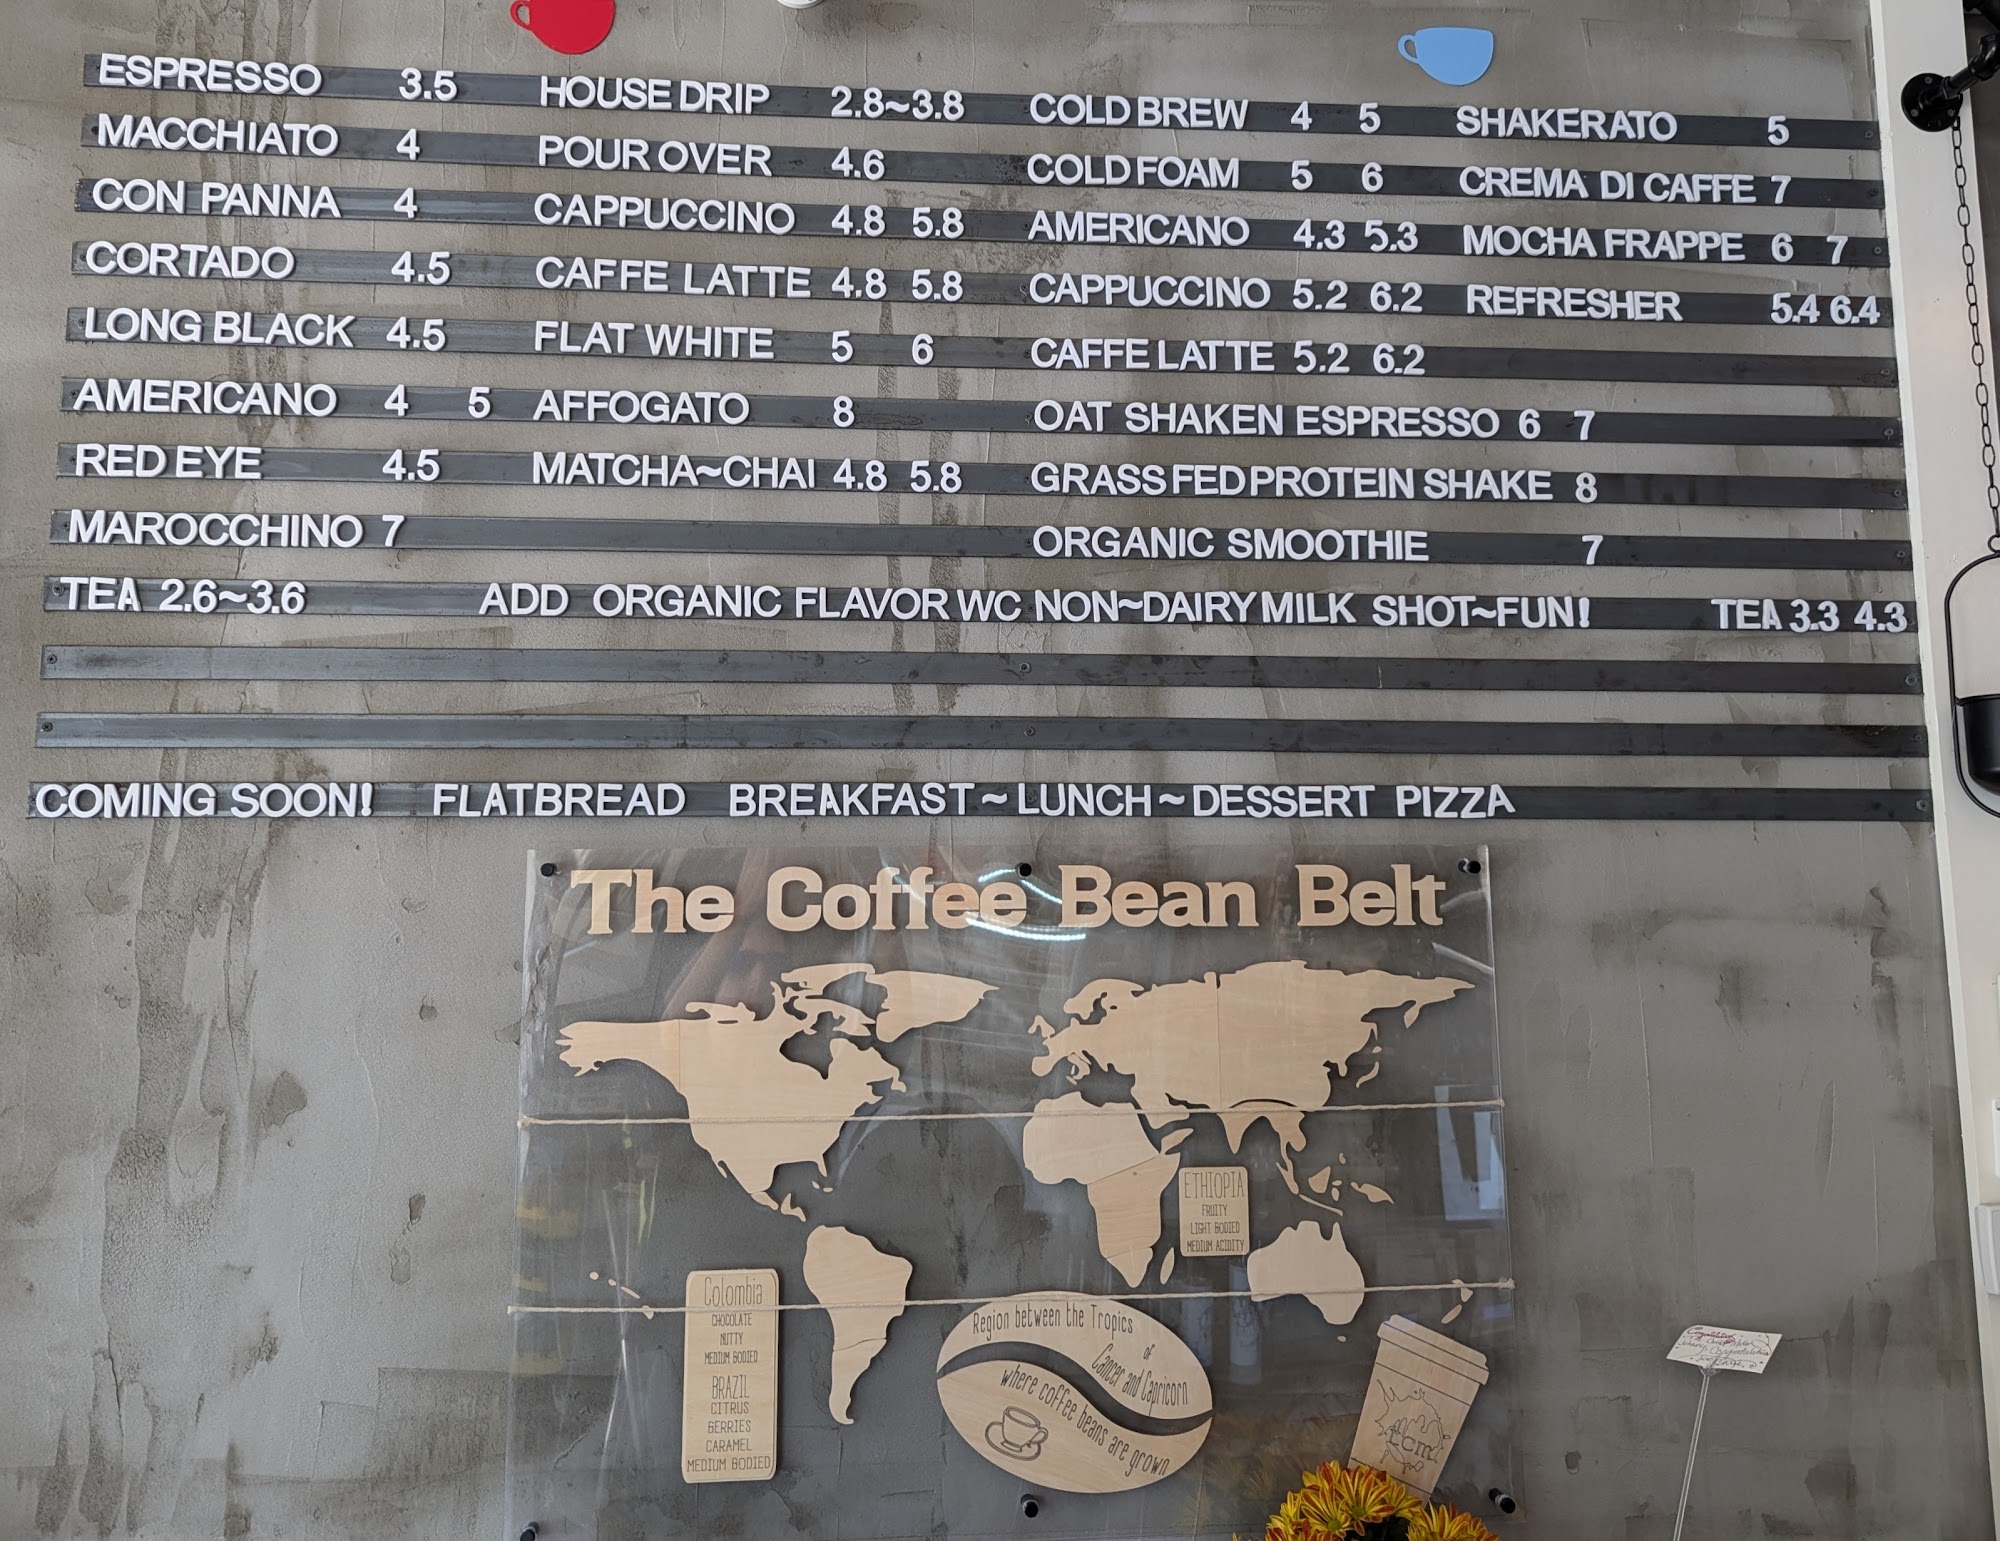 ESPRESSO 3.5 HOUSE DRIP 2.8~3.8 COLD BREW 4 5 SHAKERATO 5
MACCHIATO 4 POUR OVER 4.6 COLD FOAM 5 6 CREMA DI CAFFE 7
CON PANNA 4 CAPPUCCINO 4.8 5.8 AMERICANO 4.3 5.3 MOCHA FRAPPE 6 7
CORTADO 4.5 CAFFE LATTE 4.8 5.8 CAPPUCCINO 5.2 6.2 REFRESHER 5.4 6.4
LONG BLACK 4.5 FLAT WHITE 5 6 CAFFE LATTE 5.2 6.2
AMERICANO 4 5 AFFOGATO 8 OAT SHAKEN ESPRESSO 6 7
RED EYE 4.5 MATCHA~CHAI 4.8 5.8 GRASS FED PROTEIN SHAKE 8
MAROCCHINO 7 ORGANIC SMOOTHIE 7
TEA 2.6~3.6 ADD ORGANIC FLAVOR WC NON~DAIRY MILK SHOT~FUN! TEA 3.3 4.3
COMING SOON! FLATBREAD BREAKFAST~LUNCH~DESSERT PIZZA
The Coffee Bean Belt
ETHIOPIA
FRUITY
LIGHT BODIED
MEDIUM ACIDITY
Colombia
CHOCOLATE
NUTTY
MEDIUM BODIED
BRAZIL
CITRUS
BERRIES
CARAMEL
MEDIUM BODIED
Region between the Tropics
of
Cancer and Capricorn
where coffee beans are grown
LCM